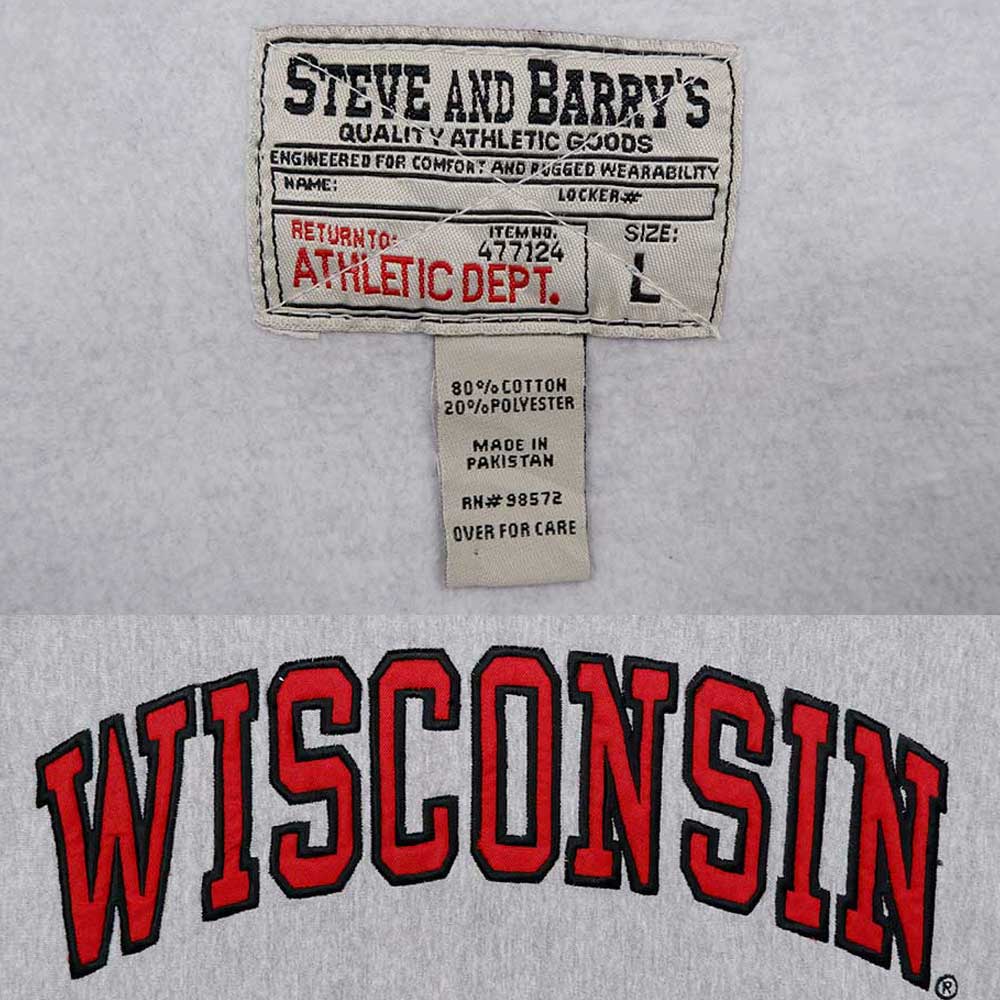 STEVE AND BARRY'S
QUALITY ATHLETIC GOODS
ENGINEERED FOR COMFORT AND RUGGED WEARABILITY
NAME: LOCKER#
RETURN TO: ITEM NO. SIZE:
477124
ATHLETIC DEPT. L
80% COTTON
20% POLYESTER
MADE IN
PAKISTAN
RN# 98572
OVER FOR CARE
WISCONSIN
®